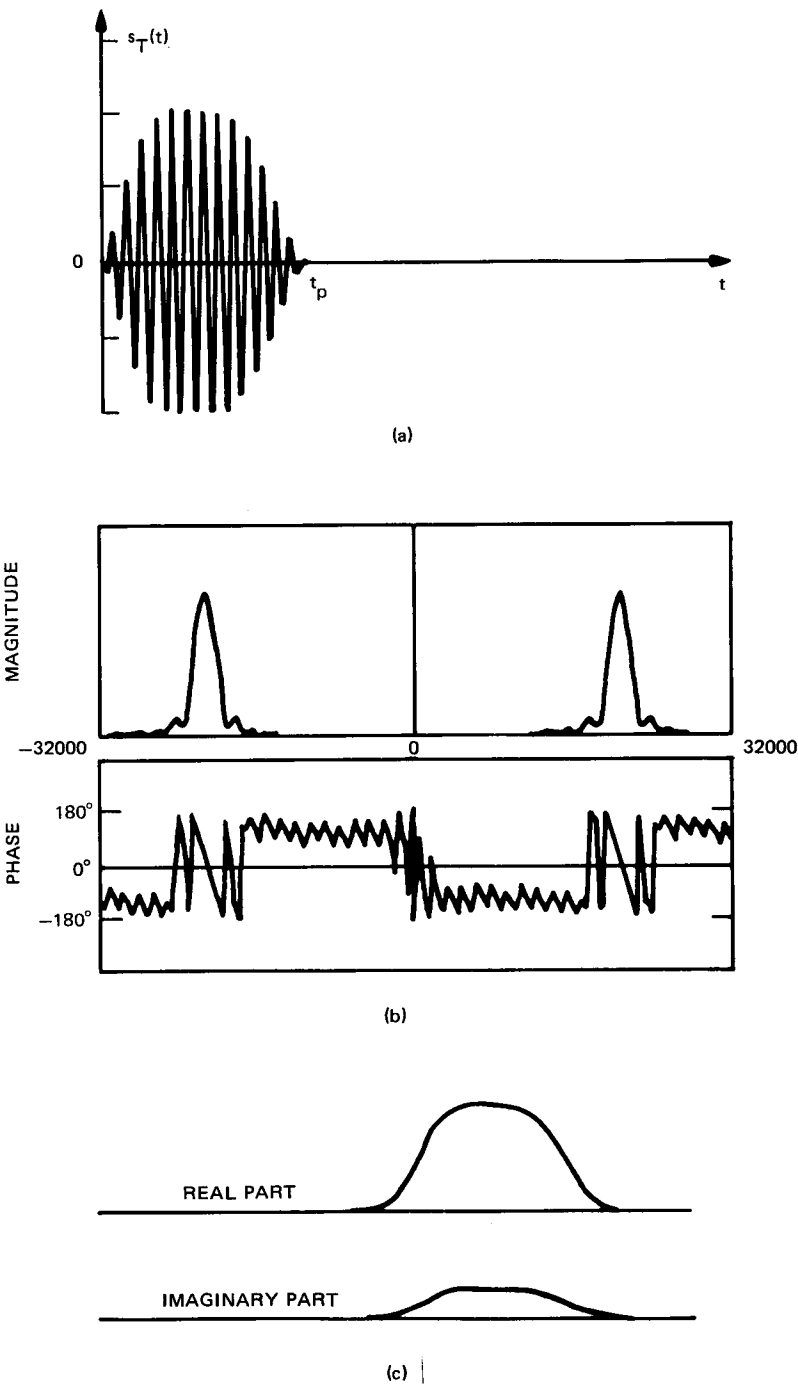 s_T(t)
0
t_p
t
(a)
MAGNITUDE
−32000
0
32000
PHASE
180°
0°
−180°
(b)
REAL PART
IMAGINARY PART
(c)